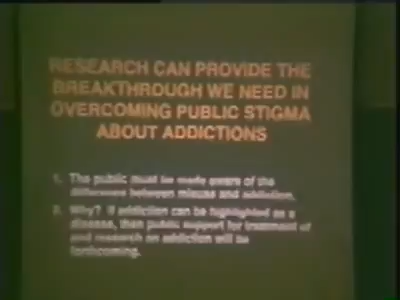 RESEARCH CAN PROVIDE THE
BREAKTHROUGH WE NEED IN
OVERCOMING PUBLIC STIGMA
ABOUT ADDICTIONS
1. The public must be made aware of the
difference between misuse and addiction.
2. Why? If addiction can be highlighted as a
disease, then public support for treatment of
and research on addiction will be
forthcoming.